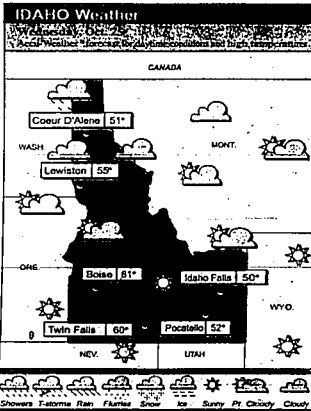 IDAHO Weather
Wednesday, Oct. 25
Accu-Weather® forecast for daytime conditions and high temperatures
CANADA
Coeur D'Alene 51°
WASH.
MONT.
Lewiston 55°
ORE.
Boise 61°
Idaho Falls 50°
WYO.
Twin Falls 60°
Pocatello 52°
NEV.
UTAH
Showers T-storms Rain Flurries Snow Ice Sunny Pt. Cloudy Cloudy